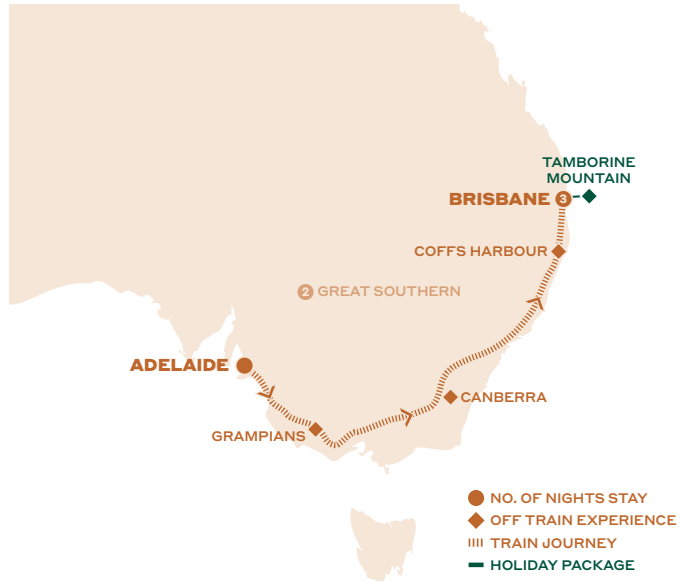 TAMBORINE
MOUNTAIN
BRISBANE 3
COFFS HARBOUR
2 GREAT SOUTHERN
ADELAIDE
CANBERRA
GRAMPIANS
NO. OF NIGHTS STAY
OFF TRAIN EXPERIENCE
TRAIN JOURNEY
HOLIDAY PACKAGE